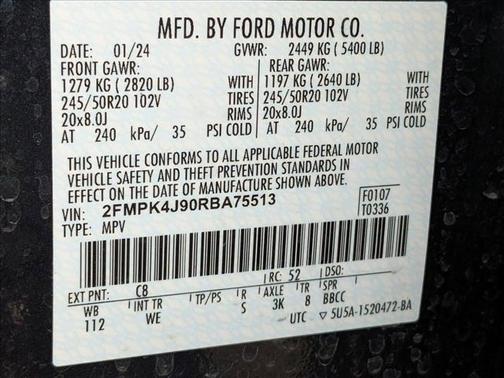 MFD. BY FORD MOTOR CO.
DATE: 01/24 GVWR: 2449 KG ( 5400 LB)
FRONT GAWR: REAR GAWR:
1279 KG ( 2820 LB) WITH 1197 KG ( 2640 LB) WITH
245/50R20 102V TIRES 245/50R20 102V TIRES
20x8.0J RIMS 20x8.0J RIMS
AT 240 kPa/ 35 PSI COLD AT 240 kPa/ 35 PSI COLD
THIS VEHICLE CONFORMS TO ALL APPLICABLE FEDERAL MOTOR
VEHICLE SAFETY AND THEFT PREVENTION STANDARDS IN
EFFECT ON THE DATE OF MANUFACTURE SHOWN ABOVE.
VIN: 2FMPK4J90RBA75513 F0107
TYPE: MPV T0336
EXT PNT: C8 RC: 52 DSO:
WB INT TR TP/PS R AXLE TR SPR
112 WE S 3K 8 BBCC
UTC ▽ 5U5A-1520472-BA